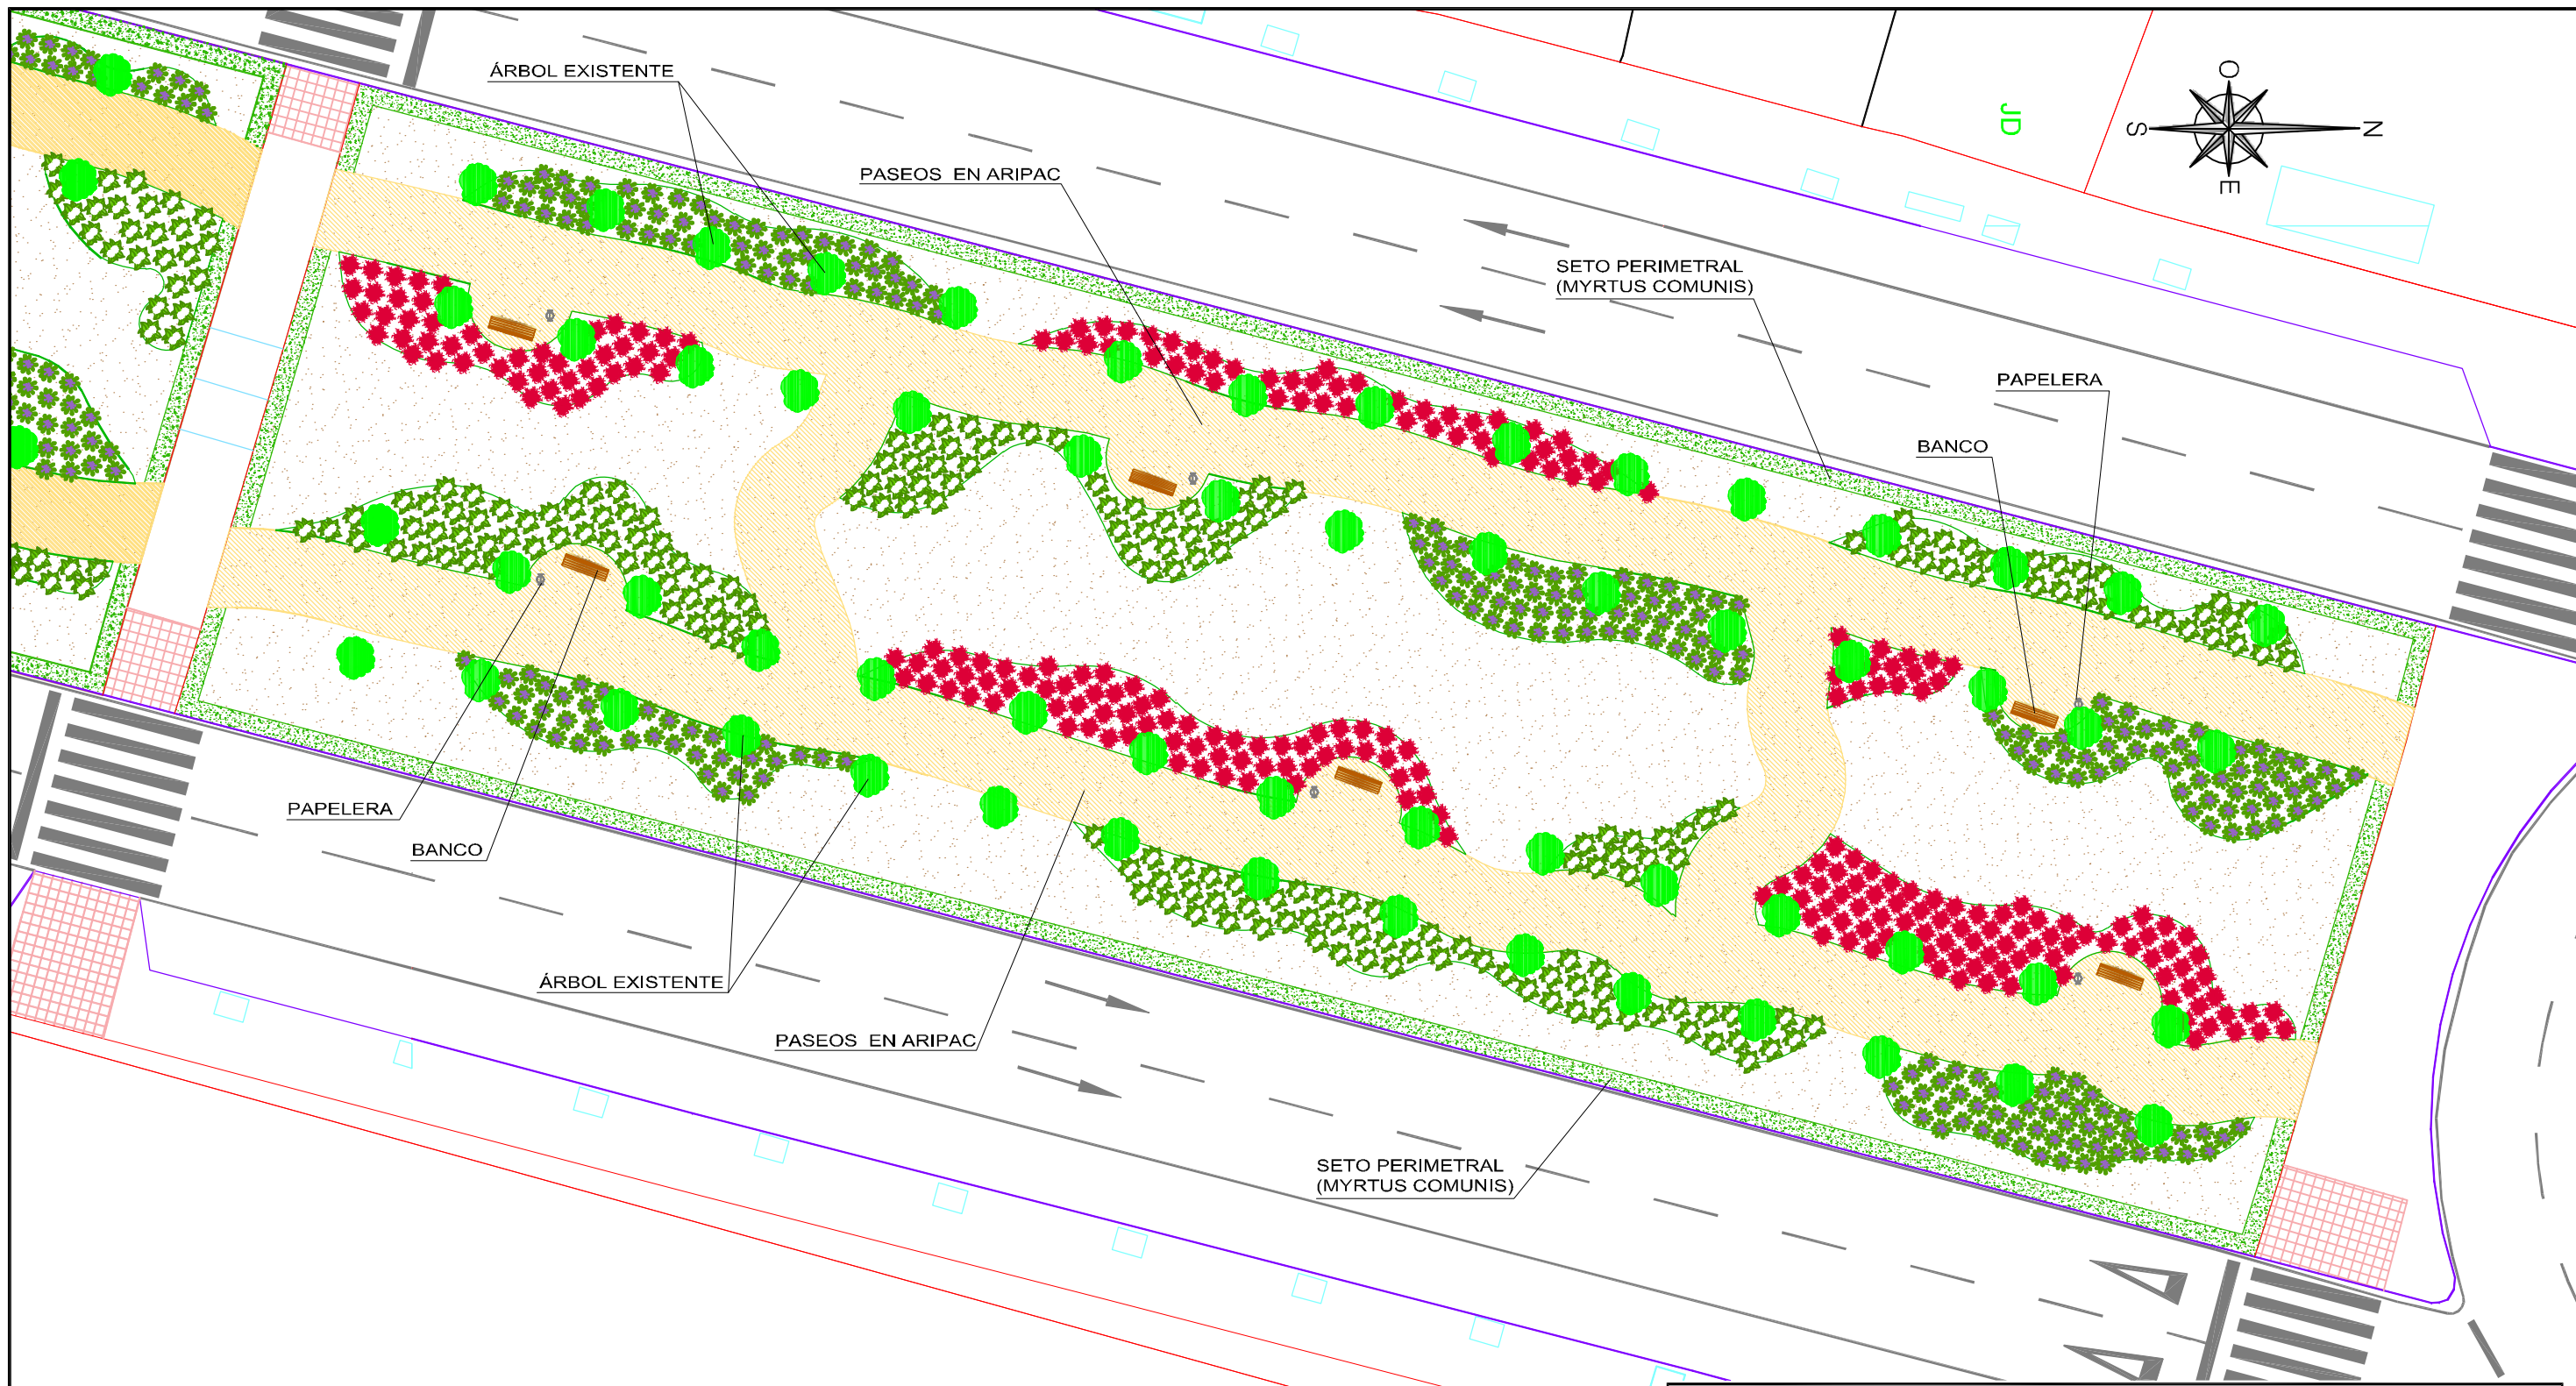 ÁRBOL EXISTENTE
PASEOS EN ARIPAC
JD
O
S
N
E
SETO PERIMETRAL
(MYRTUS COMUNIS)
PAPELERA
BANCO
PAPELERA
BANCO
ÁRBOL EXISTENTE
PASEOS EN ARIPAC
SETO PERIMETRAL
(MYRTUS COMUNIS)